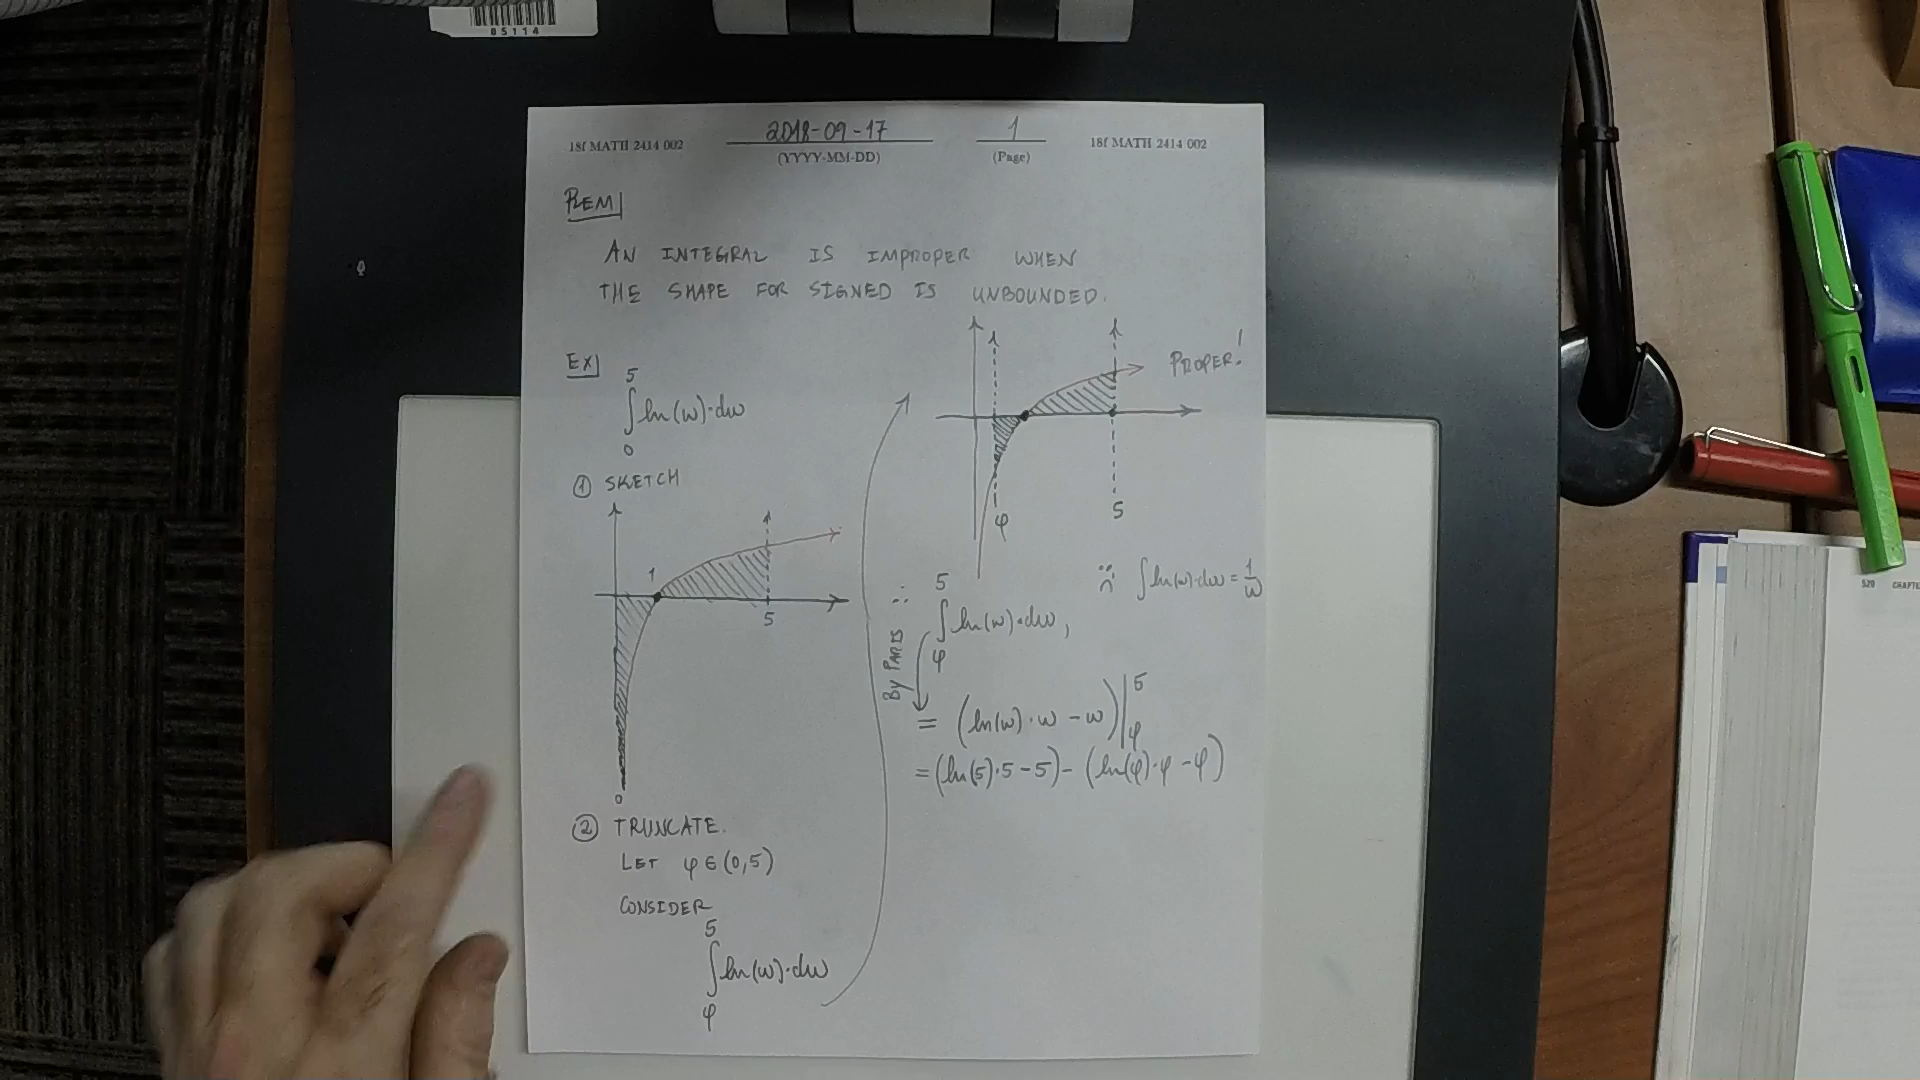 05114
18f MATH 2414 002
2018-09-17
(YYYY-MM-DD)
1
(Page)
18f MATH 2414 002
REM
AN INTEGRAL IS IMPROPER WHEN
THE SHAPE FOR SIGNED IS UNBOUNDED.
EX
5
∫ln(w)·dw
0
① SKETCH
1
5
0
② TRUNCATE.
LET φ∈(0,5)
CONSIDER
5
∫ln(w)·dw
φ
PROPER!
φ
5
∴
5
∫ln(w)·dw,
φ
∫ln(w)·dw = 1/w
BY PARTS
= (ln(w)·w - w)|
5
φ
= (ln(5)·5 - 5) - (ln(φ)·φ - φ)
520 CHAPTE